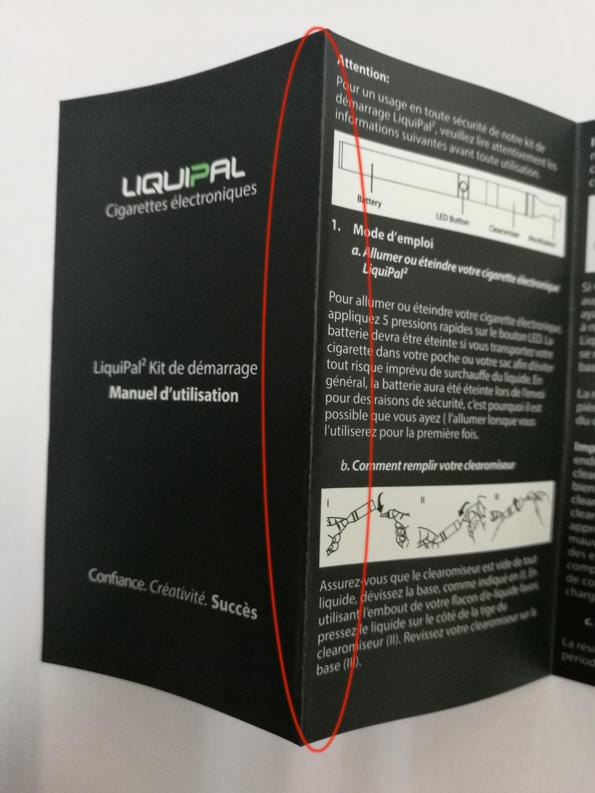 LIQUIPAL
Cigarettes électroniques
LiquiPal² Kit de démarrage
Manuel d'utilisation
Confiance. Créativité. Succès
Attention:
Pour un usage en toute sécurité de notre kit de
démarrage LiquiPal², veuillez lire attentivement les
informations suivantes avant toute utilisation.
Battery
LED Button
Clearomiser
Mouthpiece
1. Mode d'emploi
a. Allumer ou éteindre votre cigarette électronique
LiquiPal²
Pour allumer ou éteindre votre cigarette électronique,
appliquez 5 pressions rapides sur le bouton LED. La
batterie devra être éteinte si vous transportez votre
cigarette dans votre poche ou votre sac afin d'éviter
tout risque imprévu de surchauffe du liquide. En
général, la batterie aura été éteinte lors de l'envoi
pour des raisons de sécurité, c'est pourquoi il est
possible que vous ayez [ l'allumer lorsque vous
l'utiliserez pour la première fois.
b. Comment remplir votre clearomiseur
I
II
III
Assurez-vous que le clearomiseur est vide de tout
liquide, dévissez la base, comme indiqué en (I). En
utilisant l'embout de votre flacon d'e-liquide favori,
pressez le liquide sur le côté de la tige du
clearomiseur (II). Revissez votre clearomiseur sur la
base (III).